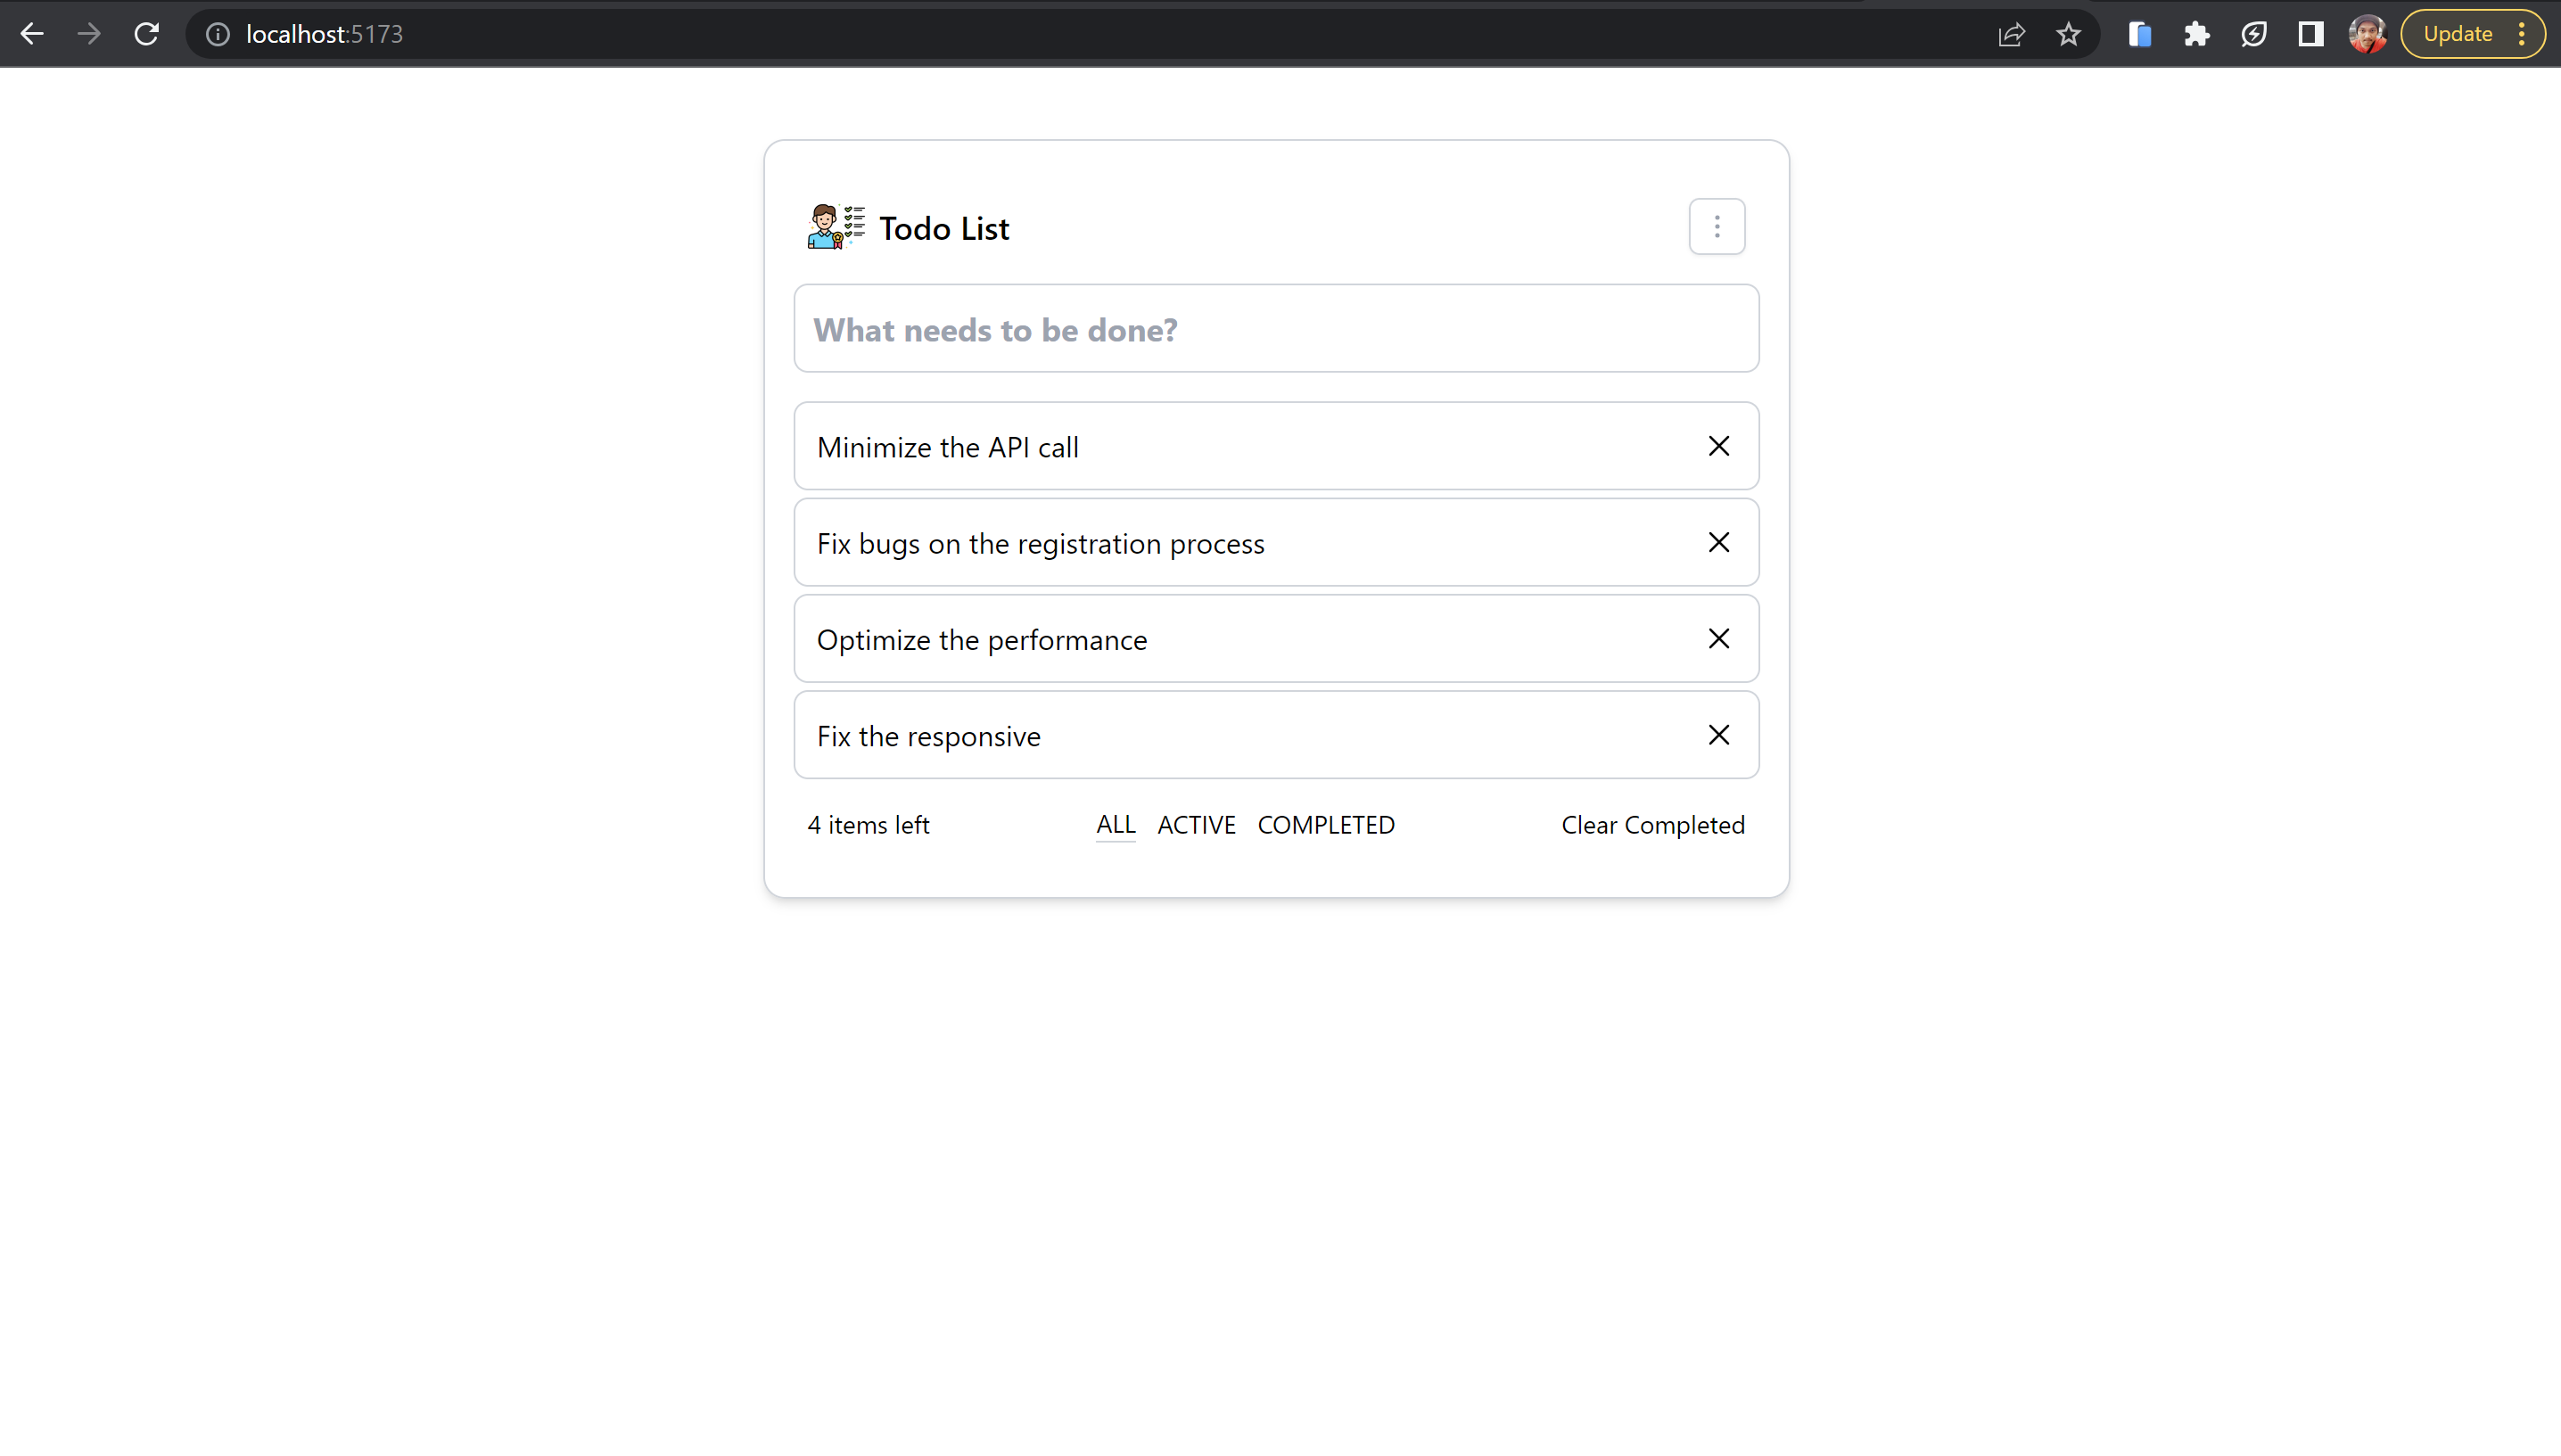 localhost:5173
Update
Todo List
What needs to be done?
Minimize the API call
Fix bugs on the registration process
Optimize the performance
Fix the responsive
4 items left ALL ACTIVE COMPLETED Clear Completed